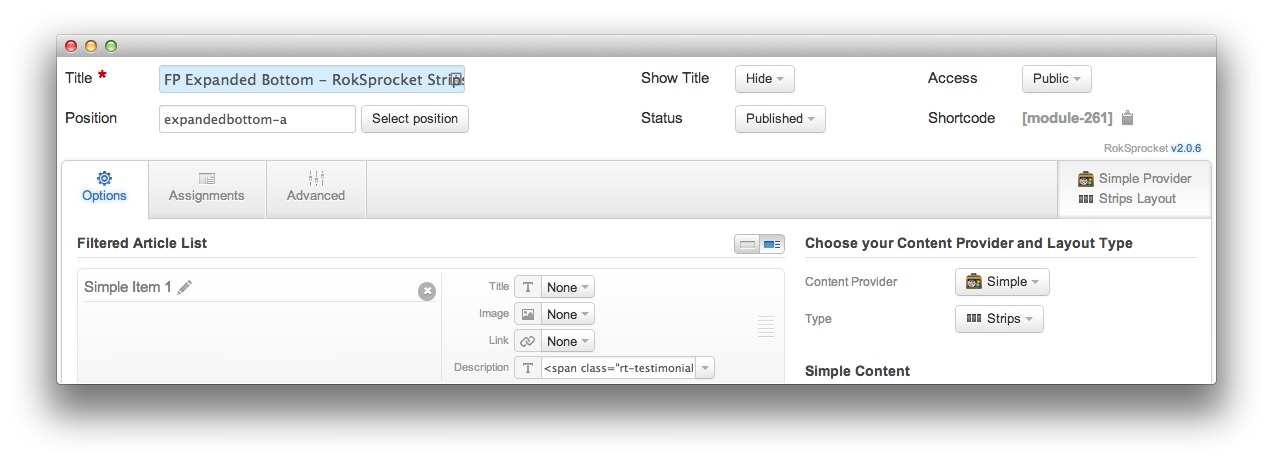 Title * FP Expanded Bottom - RokSprocket Strips Show Title Hide Access Public
Position expandedbottom-a Select position Status Published Shortcode [module-261]
RokSprocket v2.0.6
Options Assignments Advanced
Simple Provider
Strips Layout
Filtered Article List
Choose your Content Provider and Layout Type
Simple Item 1
Title T None
Image None
Link None
Description T <span class="rt-testimonial
Content Provider Simple
Type Strips
Simple Content